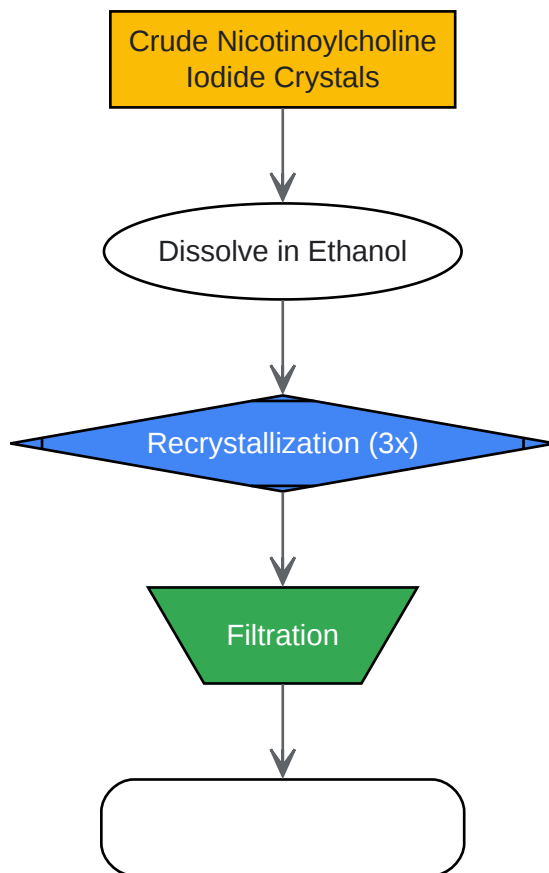 Crude Nicotinoylcholine
Iodide Crystals
Dissolve in Ethanol
Recrystallization (3x)
Filtration